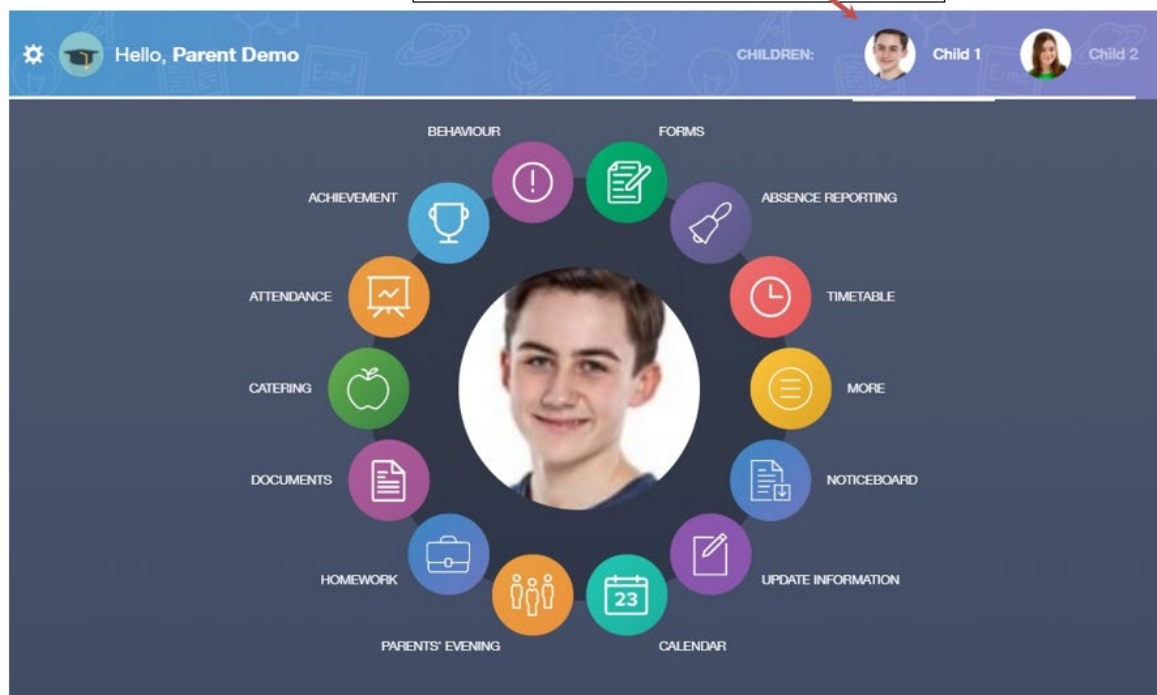 Hello, Parent Demo
CHILDREN:
Child 1
Child 2
BEHAVIOUR
FORMS
ACHIEVEMENT
ABSENCE REPORTING
ATTENDANCE
TIMETABLE
CATERING
MORE
DOCUMENTS
NOTICEBOARD
HOMEWORK
UPDATE INFORMATION
23
PARENTS' EVENING
CALENDAR